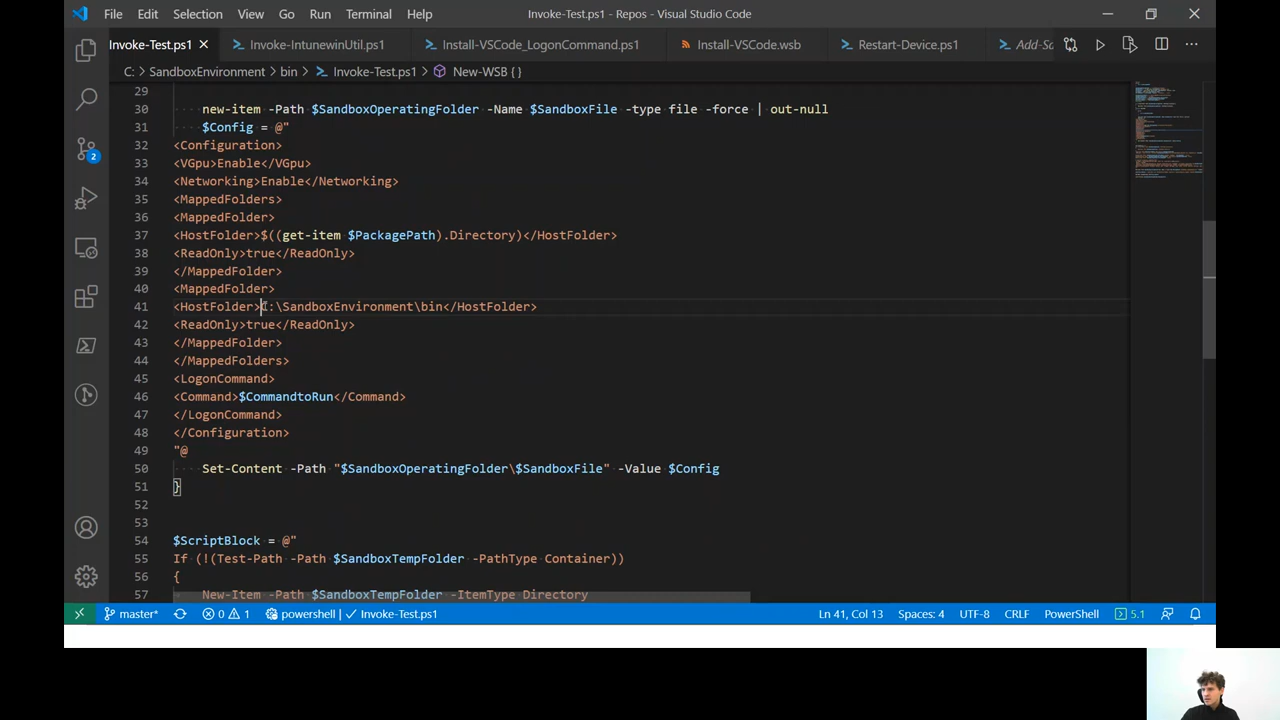 File Edit Selection View Go Run Terminal Help Invoke-Test.ps1 - Repos - Visual Studio Code
Invoke-Test.ps1 Invoke-IntunewinUtil.ps1 Install-VSCode_LogonCommand.ps1 Install-VSCode.wsb Restart-Device.ps1 Add-Sc
C: > SandboxEnvironment > bin > Invoke-Test.ps1 > New-WSB { }
29
30 new-item -Path $SandboxOperatingFolder -Name $SandboxFile -type file -force | out-null
31 $Config = @"
32 <Configuration>
33 <VGpu>Enable</VGpu>
34 <Networking>Enable</Networking>
35 <MappedFolders>
36 <MappedFolder>
37 <HostFolder>$((get-item $PackagePath).Directory)</HostFolder>
38 <ReadOnly>true</ReadOnly>
39 </MappedFolder>
40 <MappedFolder>
41 <HostFolder>C:\SandboxEnvironment\bin</HostFolder>
42 <ReadOnly>true</ReadOnly>
43 </MappedFolder>
44 </MappedFolders>
45 <LogonCommand>
46 <Command>$CommandtoRun</Command>
47 </LogonCommand>
48 </Configuration>
49 "@
50 Set-Content -Path "$SandboxOperatingFolder\$SandboxFile" -Value $Config
51 }
52
53
54 $ScriptBlock = @"
55 If (!(Test-Path -Path $SandboxTempFolder -PathType Container))
56 {
57 New-Item -Path $SandboxTempFolder -ItemType Directory
2
master* 0 1 powershell | Invoke-Test.ps1 Ln 41, Col 13 Spaces: 4 UTF-8 CRLF PowerShell 5.1